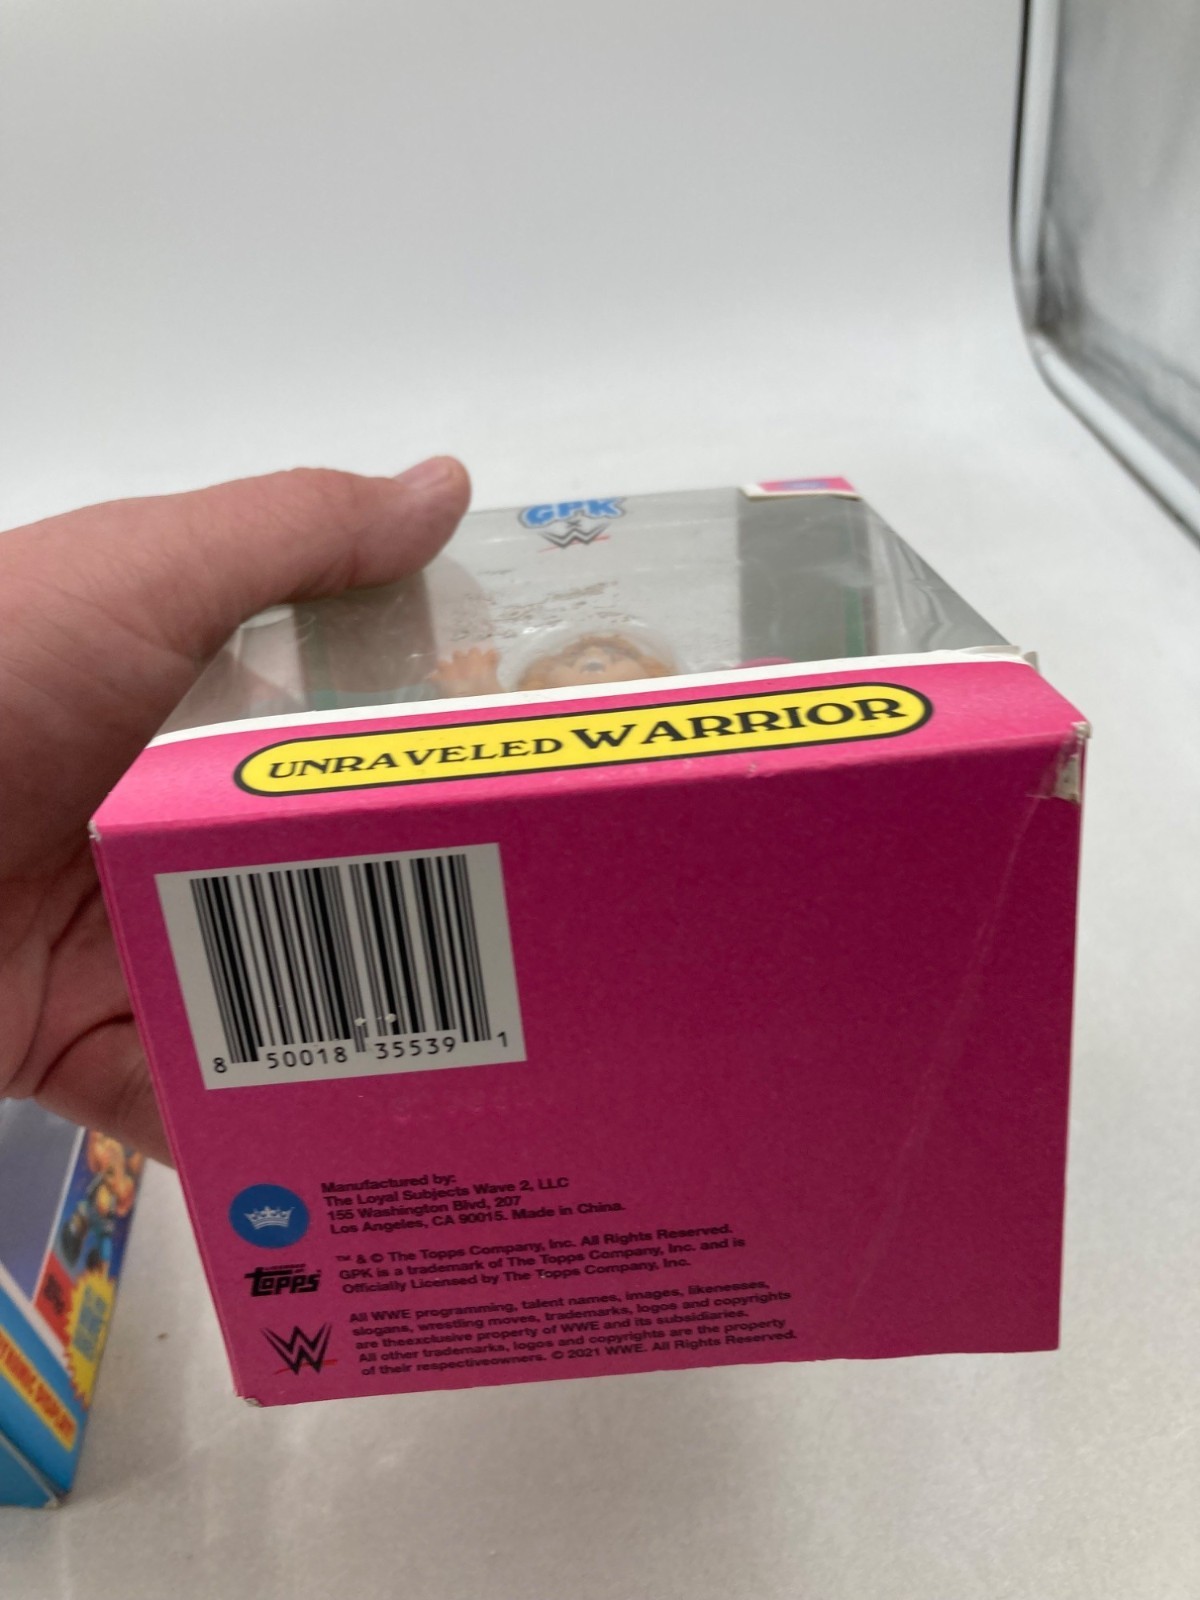 GPK
X
W
UNRAVELED WARRIOR
8 50018 35539 1
Manufactured by:
The Loyal Subjects Wave 2, LLC
155 Washington Blvd, 207
Los Angeles, CA 90015. Made in China.
topps
™ & © The Topps Company, Inc. All Rights Reserved.
GPK is a trademark of The Topps Company, Inc. and is
Officially Licensed by The Topps Company, Inc.
W
All WWE programming, talent names, images, likenesses,
slogans, wrestling moves, trademarks, logos and copyrights
are theexclusive property of WWE and its subsidiaries.
All other trademarks, logos and copyrights are the property
of their respectiveowners. © 2021 WWE. All Rights Reserved.